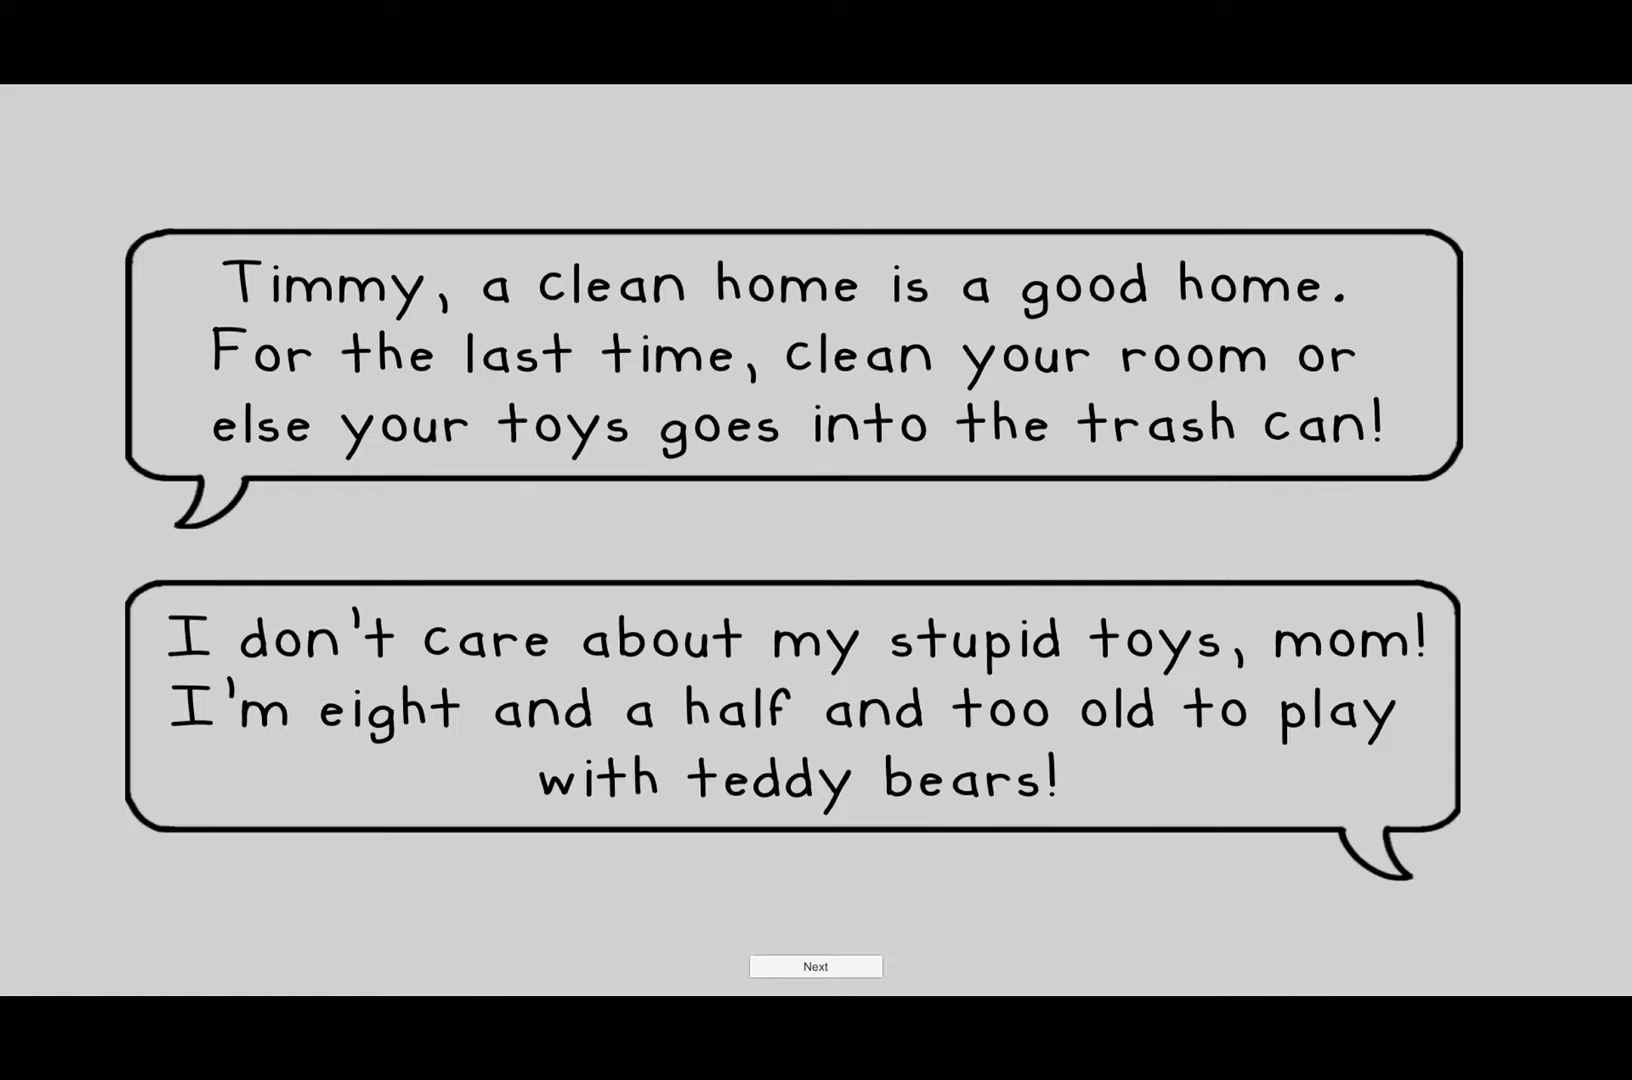 Timmy, a clean home is a good home.
For the last time, clean your room or
else your toys goes into the trash can!
I don't care about my stupid toys, mom!
I'm eight and a half and too old to play
with teddy bears!
Next